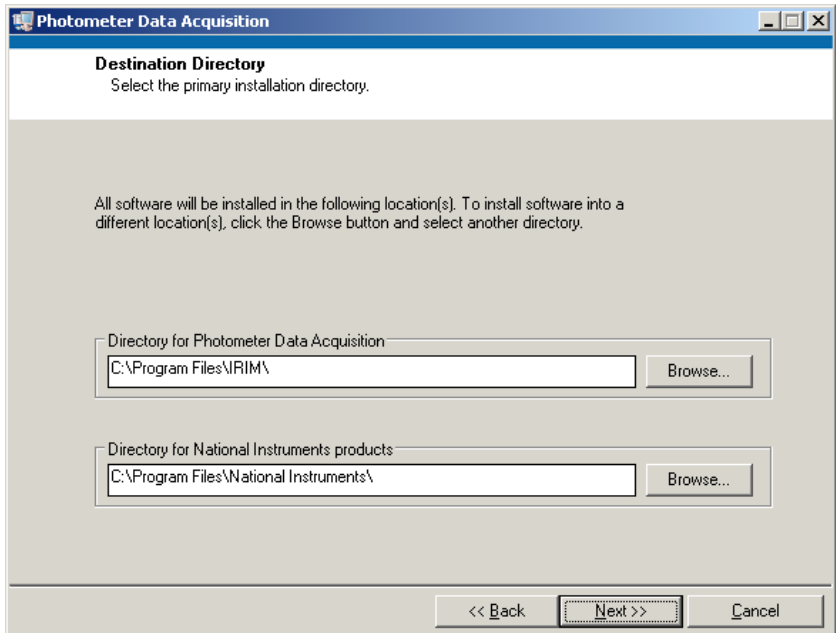 Photometer Data Acquisition
Destination Directory
Select the primary installation directory.
All software will be installed in the following location(s). To install software into a
different location(s), click the Browse button and select another directory.
Directory for Photometer Data Acquisition
C:\Program Files\IRIM\
Browse...
Directory for National Instruments products
C:\Program Files\National Instruments\
Browse...
<< Back
Next >>
Cancel